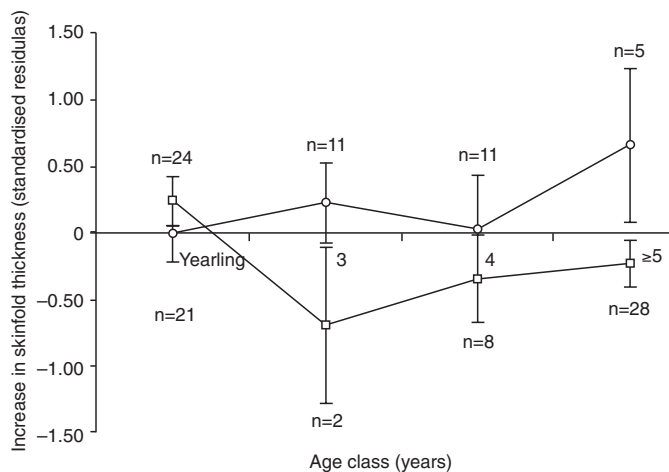 Increase in skinfold thickness (standardised residulas)
1.50
1.00
0.50
0
−0.50
−1.00
−1.50
n=24
n=11
n=11
n=5
Yearling
3
4
≥5
n=21
n=2
n=8
n=28
Age class (years)